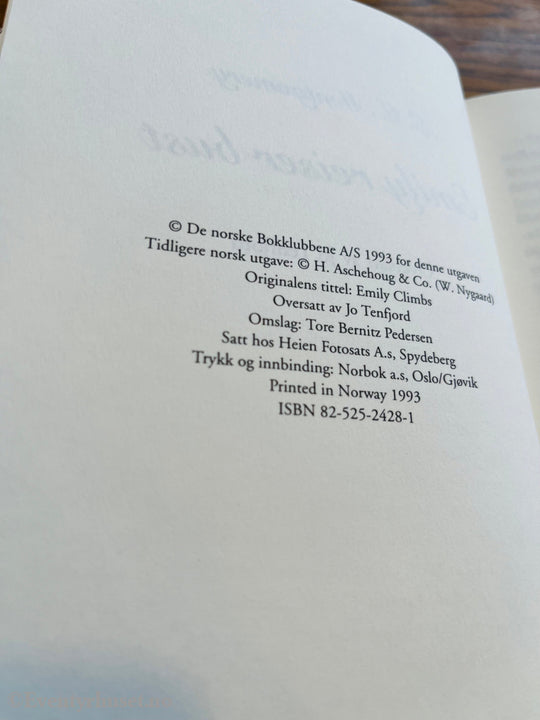 © De norske Bokklubbene A/S 1993 for denne utgaven
Tidligere norsk utgave: © H. Aschehoug & Co. (W. Nygaard)
Originalens tittel: Emily Climbs
Oversatt av Jo Tenfjord
Omslag: Tore Bernitz Pedersen
Satt hos Heien Fotosats A.s, Spydeberg
Trykk og innbinding: Norbok a.s, Oslo/Gjøvik
Printed in Norway 1993
ISBN 82-525-2428-1